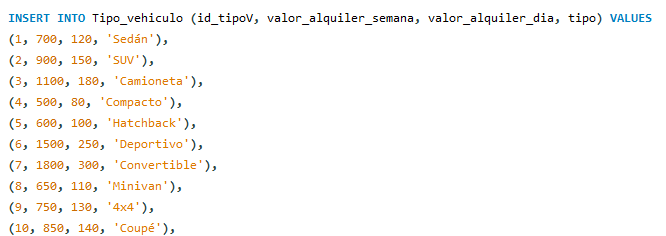 INSERT INTO Tipo_vehiculo (id_tipoV, valor_alquiler_semana, valor_alquiler_dia, tipo) VALUES
(1, 700, 120, 'Sedán'),
(2, 900, 150, 'SUV'),
(3, 1100, 180, 'Camioneta'),
(4, 500, 80, 'Compacto'),
(5, 600, 100, 'Hatchback'),
(6, 1500, 250, 'Deportivo'),
(7, 1800, 300, 'Convertible'),
(8, 650, 110, 'Minivan'),
(9, 750, 130, '4x4'),
(10, 850, 140, 'Coupé'),